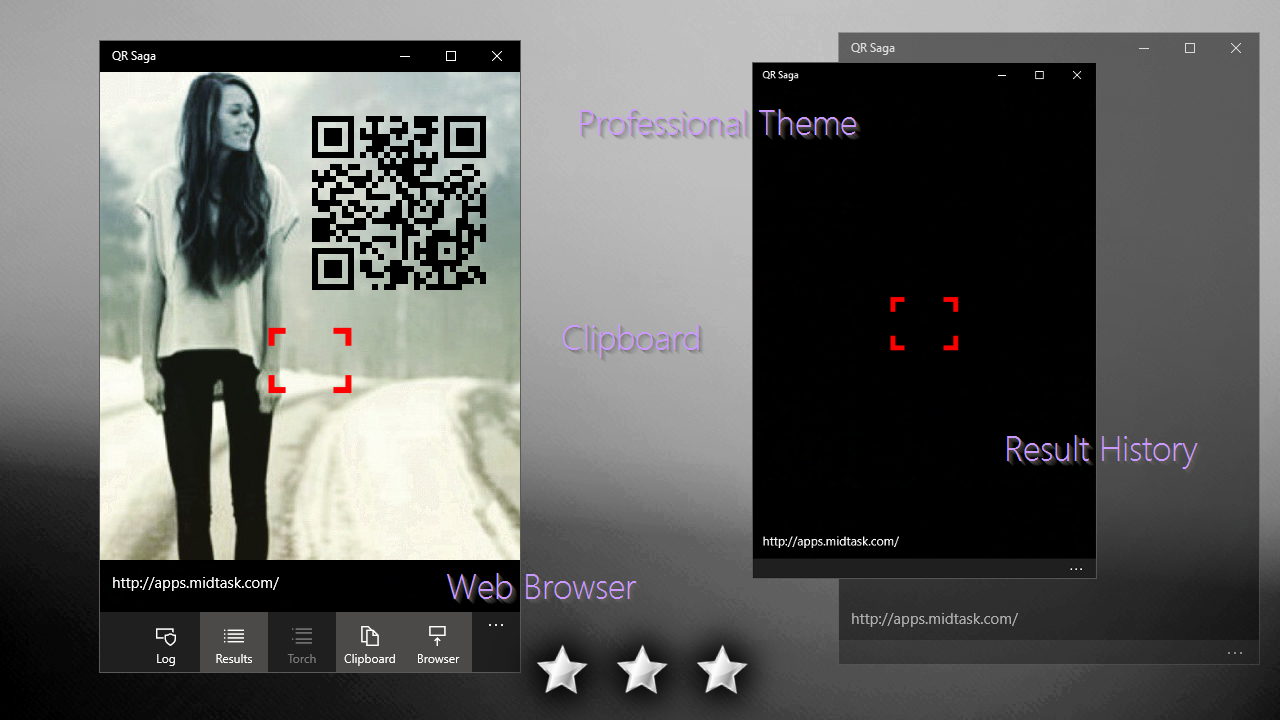 QR Saga
http://apps.midtask.com/
Log
Results
Torch
Clipboard
Browser
Professional Theme
Clipboard
Web Browser
QR Saga
QR Saga
Result History
http://apps.midtask.com/
http://apps.midtask.com/